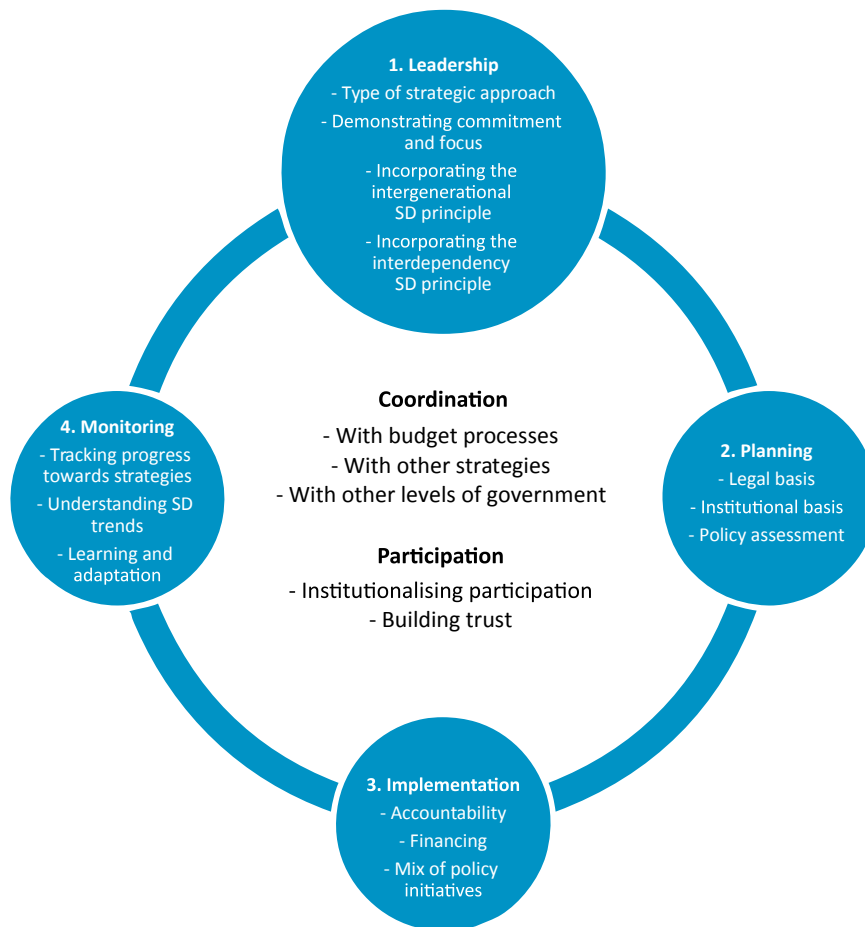 1. Leadership
- Type of strategic approach
- Demonstrating commitment
and focus
- Incorporating the
intergenerational
SD principle
- Incorporating the
interdependency
SD principle
Coordination
- With budget processes
- With other strategies
- With other levels of government
Participation
- Institutionalising participation
- Building trust
2. Planning
- Legal basis
- Institutional basis
- Policy assessment
3. Implementation
- Accountability
- Financing
- Mix of policy
initiatives
4. Monitoring
- Tracking progress
towards strategies
- Understanding SD
trends
- Learning and
adaptation